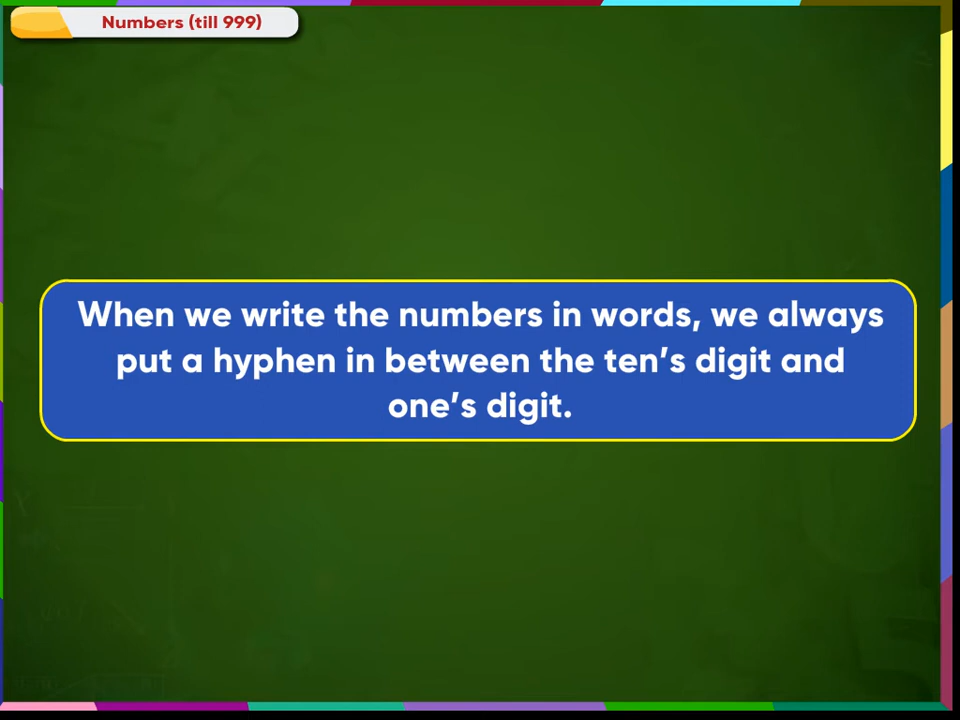 Numbers (till 999)
When we write the numbers in words, we always
put a hyphen in between the ten's digit and
one's digit.